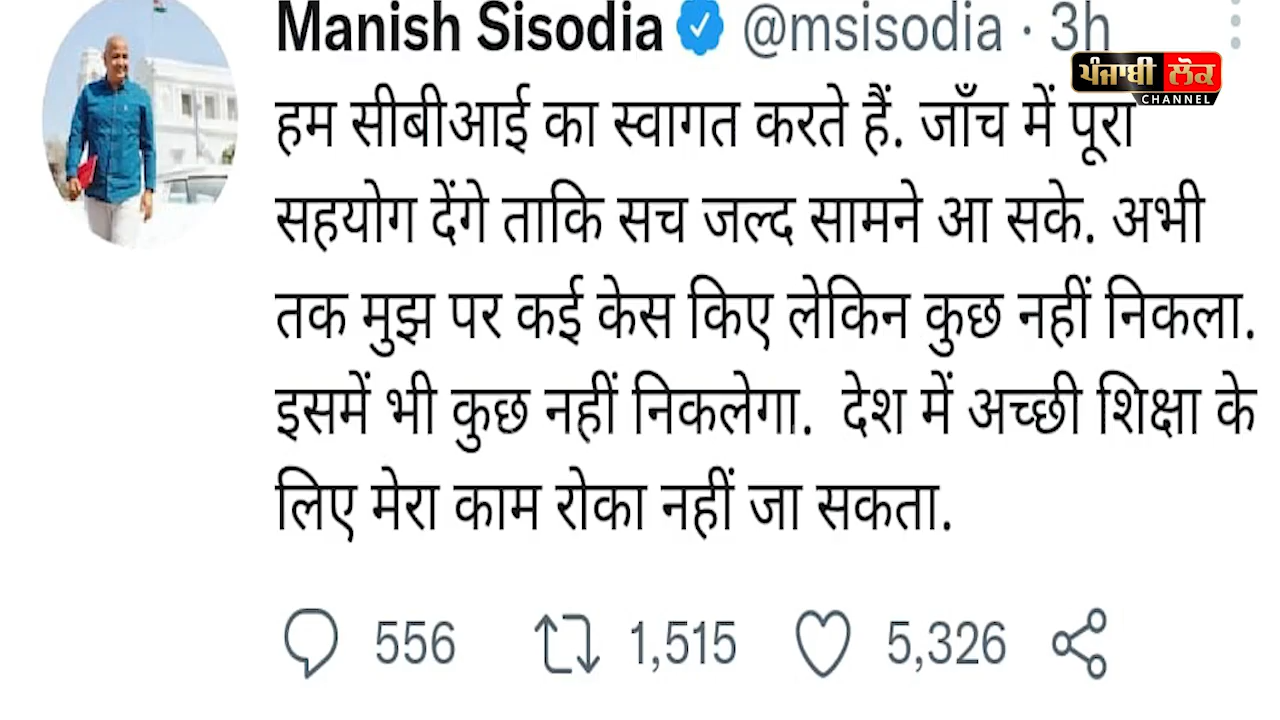 Manish Sisodia @msisodia · 3h
ਪੰਜਾਬੀ ਲੋਕ
CHANNEL
हम सीबीआई का स्वागत करते हैं. जाँच में पूरा
सहयोग देंगे ताकि सच जल्द सामने आ सके. अभी
तक मुझ पर कई केस किए लेकिन कुछ नहीं निकला.
इसमें भी कुछ नहीं निकलेगा. देश में अच्छी शिक्षा के
लिए मेरा काम रोका नहीं जा सकता.
556 1,515 5,326